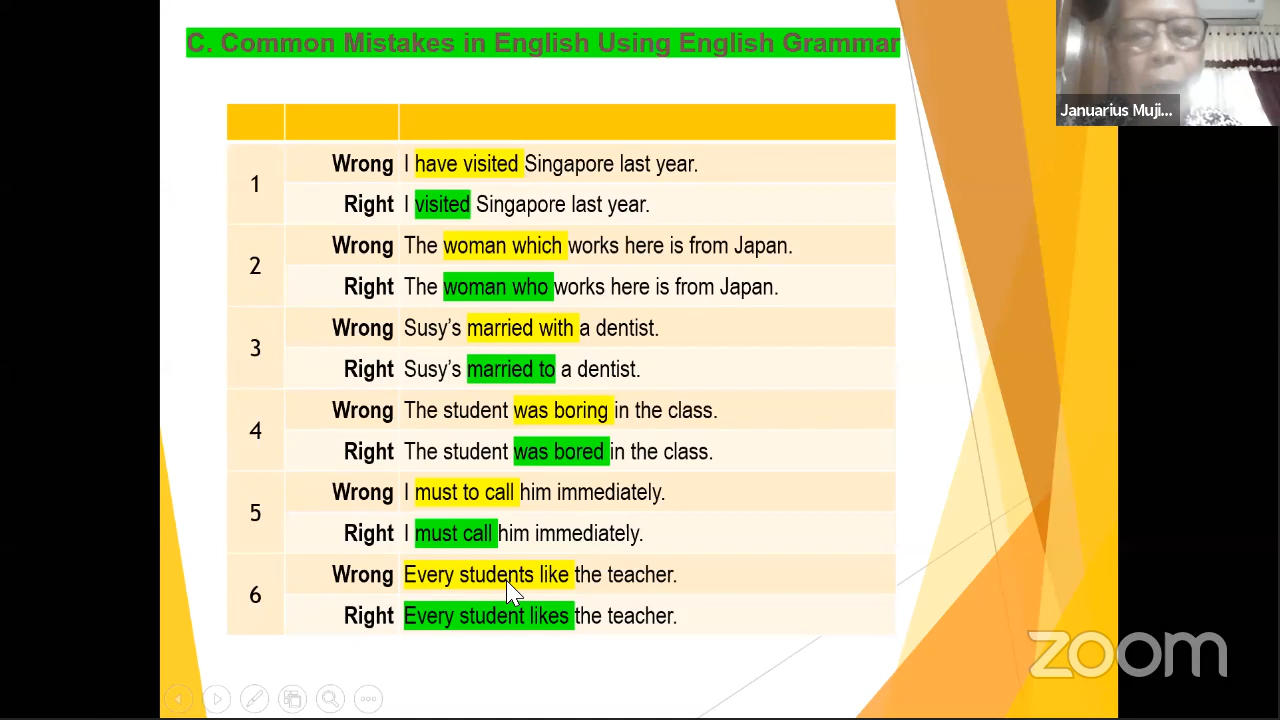 C. Common Mistakes in English Using English Grammar
Januarius Muji...
1
Wrong I have visited Singapore last year.
Right I visited Singapore last year.
2
Wrong The woman which works here is from Japan.
Right The woman who works here is from Japan.
3
Wrong Susy’s married with a dentist.
Right Susy’s married to a dentist.
4
Wrong The student was boring in the class.
Right The student was bored in the class.
5
Wrong I must to call him immediately.
Right I must call him immediately.
6
Wrong Every students like the teacher.
Right Every student likes the teacher.
zoom